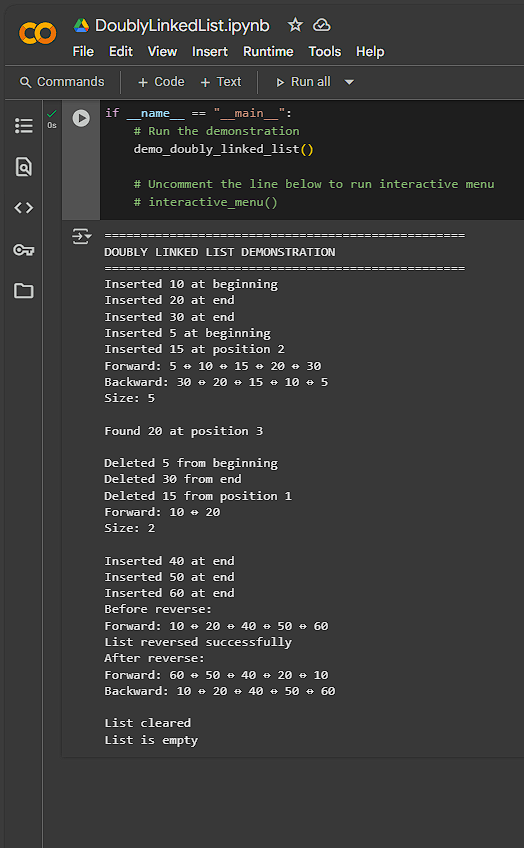 DoublyLinkedList.ipynb
File Edit View Insert Runtime Tools Help
Commands + Code + Text Run all
0s
if __name__ == "__main__":
    # Run the demonstration
    demo_doubly_linked_list()

    # Uncomment the line below to run interactive menu
    # interactive_menu()
==================================================
DOUBLY LINKED LIST DEMONSTRATION
==================================================
Inserted 10 at beginning
Inserted 20 at end
Inserted 30 at end
Inserted 5 at beginning
Inserted 15 at position 2
Forward: 5 ↔ 10 ↔ 15 ↔ 20 ↔ 30
Backward: 30 ↔ 20 ↔ 15 ↔ 10 ↔ 5
Size: 5

Found 20 at position 3

Deleted 5 from beginning
Deleted 30 from end
Deleted 15 from position 1
Forward: 10 ↔ 20
Size: 2

Inserted 40 at end
Inserted 50 at end
Inserted 60 at end
Before reverse:
Forward: 10 ↔ 20 ↔ 40 ↔ 50 ↔ 60
List reversed successfully
After reverse:
Forward: 60 ↔ 50 ↔ 40 ↔ 20 ↔ 10
Backward: 10 ↔ 20 ↔ 40 ↔ 50 ↔ 60

List cleared
List is empty